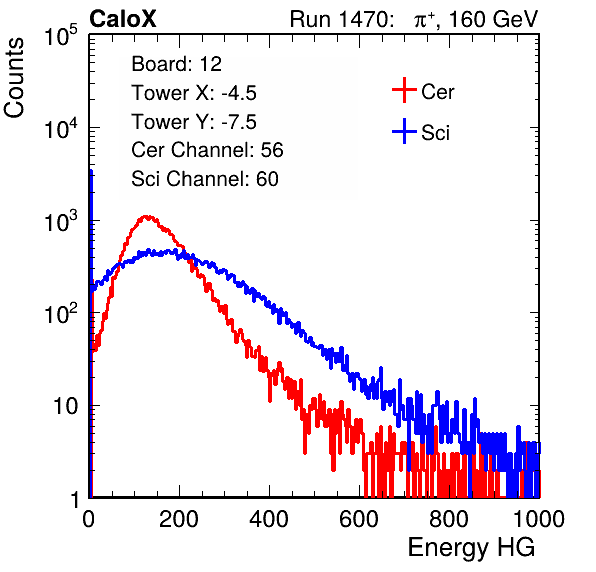 CaloX Run 1470: π⁺, 160 GeV
Counts
10⁵
10⁴
10³
10²
10
1
Board: 12
Tower X: -4.5
Tower Y: -7.5
Cer Channel: 56
Sci Channel: 60
Cer
Sci
0 200 400 600 800 1000
Energy HG